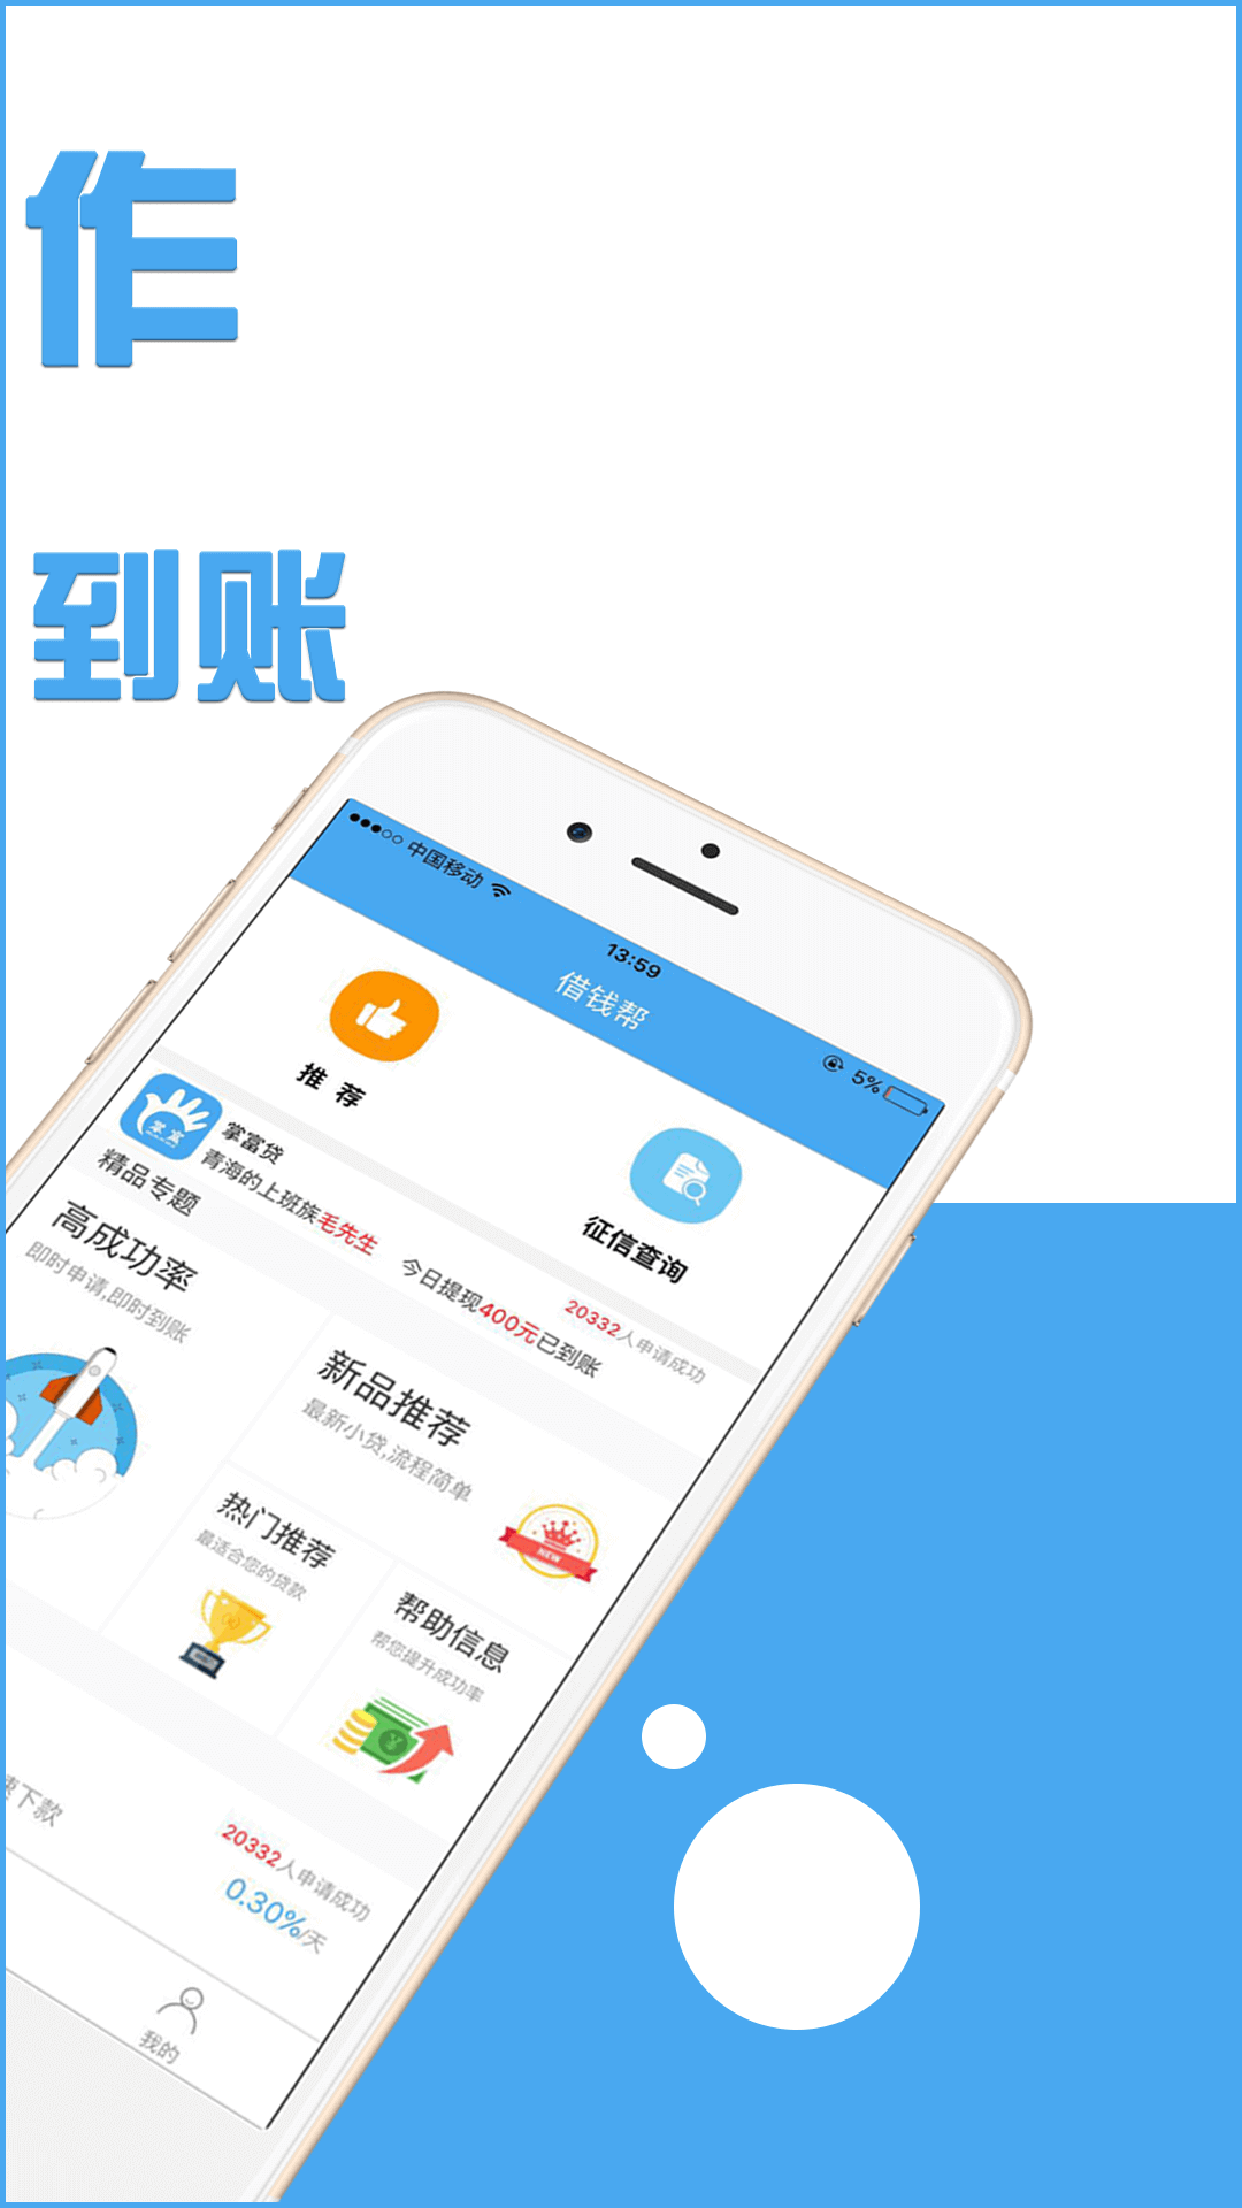 作
到账
中国移动
13:59
5%
借钱帮
推 荐
征信查询
掌富
掌富贷
20332人申请成功
青海的上班族毛先生 今日提现400元已到账
精品专题
高成功率
即时申请,即时到账
新品推荐
最新小贷,流程简单
NEW
热门推荐
最适合您的贷款
帮助信息
帮您提升成功率
速下款
20332人申请成功
0.30%/天
我的